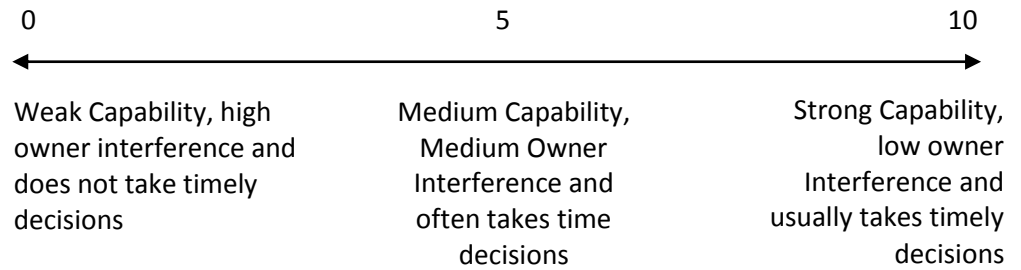 0 5 10
Weak Capability, high
owner interference and
does not take timely
decisions
Medium Capability,
Medium Owner
Interference and
often takes time
decisions
Strong Capability,
low owner
Interference and
usually takes timely
decisions